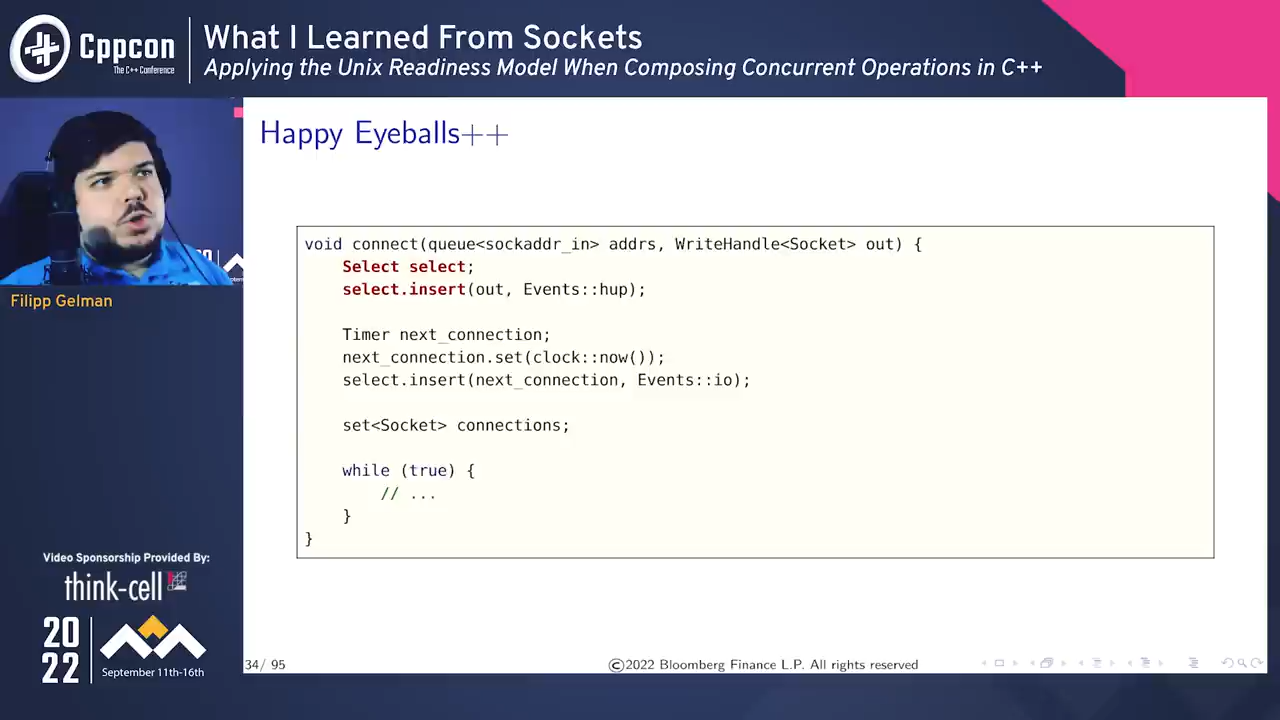 Cppcon
The C++ Conference
What I Learned From Sockets
Applying the Unix Readiness Model When Composing Concurrent Operations in C++
Filipp Gelman
Happy Eyeballs++
void connect(queue<sockaddr_in> addrs, WriteHandle<Socket> out) {
    Select select;
    select.insert(out, Events::hup);
    Timer next_connection;
    next_connection.set(clock::now());
    select.insert(next_connection, Events::io);
    set<Socket> connections;
    while (true) {
        // ...
    }
}
Video Sponsorship Provided By:
think-cell
20
22
September 11th-16th
34/ 95
©2022 Bloomberg Finance L.P. All rights reserved